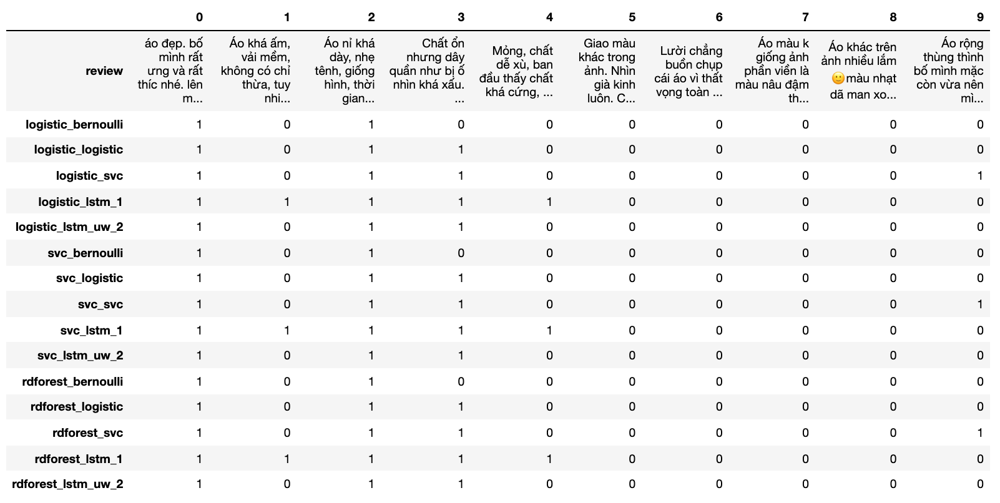 0 1 2 3 4 5 6 7 8 9
review
áo đẹp. bố
mình rất
ưng và rất
thíc nhé. lên
m...
Áo khá ấm,
vải mềm,
không có chỉ
thừa, tuy
nhi...
Áo nỉ khá
dày, nhẹ
tênh, giống
hình, thời
gian...
Chất ổn
nhưng dây
quần như bị ố
nhìn khá xấu.
...
Mỏng, chất
dễ xù, ban
đầu thấy chất
khá cứng, ...
Giao màu
khác trong
ảnh. Nhìn
già kinh
luôn. C...
Lười chẳng
buồn chụp
cái áo vì thất
vọng toàn ...
Áo màu k
giống ảnh
phần viền là
màu nâu đậm
th...
Áo khác trên
ảnh nhiều lắm
🙂màu nhạt
dã man xo...
Áo rộng
thùng thình
bố mình mặc
còn vừa nên
mì...
logistic_bernoulli 1 0 1 0 0 0 0 0 0 0
logistic_logistic 1 0 1 1 0 0 0 0 0 0
logistic_svc 1 0 1 1 0 0 0 0 0 1
logistic_lstm_1 1 1 1 1 1 0 0 0 0 0
logistic_lstm_uw_2 1 0 1 1 0 0 0 0 0 0
svc_bernoulli 1 0 1 0 0 0 0 0 0 0
svc_logistic 1 0 1 1 0 0 0 0 0 0
svc_svc 1 0 1 1 0 0 0 0 0 1
svc_lstm_1 1 1 1 1 1 0 0 0 0 0
svc_lstm_uw_2 1 0 1 1 0 0 0 0 0 0
rdforest_bernoulli 1 0 1 0 0 0 0 0 0 0
rdforest_logistic 1 0 1 1 0 0 0 0 0 0
rdforest_svc 1 0 1 1 0 0 0 0 0 1
rdforest_lstm_1 1 1 1 1 1 0 0 0 0 0
rdforest_lstm_uw_2 1 0 1 1 0 0 0 0 0 0